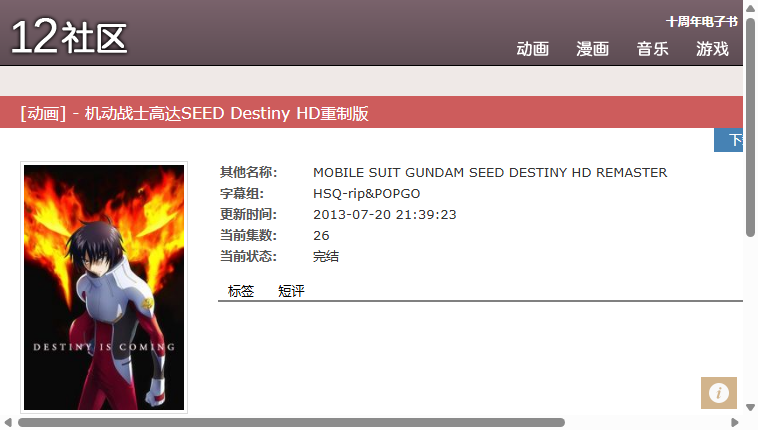 12社区
十周年电子书
动画 漫画 音乐 游戏
[动画] - 机动战士高达SEED Destiny HD重制版
下
DESTINY IS COMING
其他名称: MOBILE SUIT GUNDAM SEED DESTINY HD REMASTER
字幕组: HSQ-rip&POPGO
更新时间: 2013-07-20 21:39:23
当前集数: 26
当前状态: 完结
标签 短评